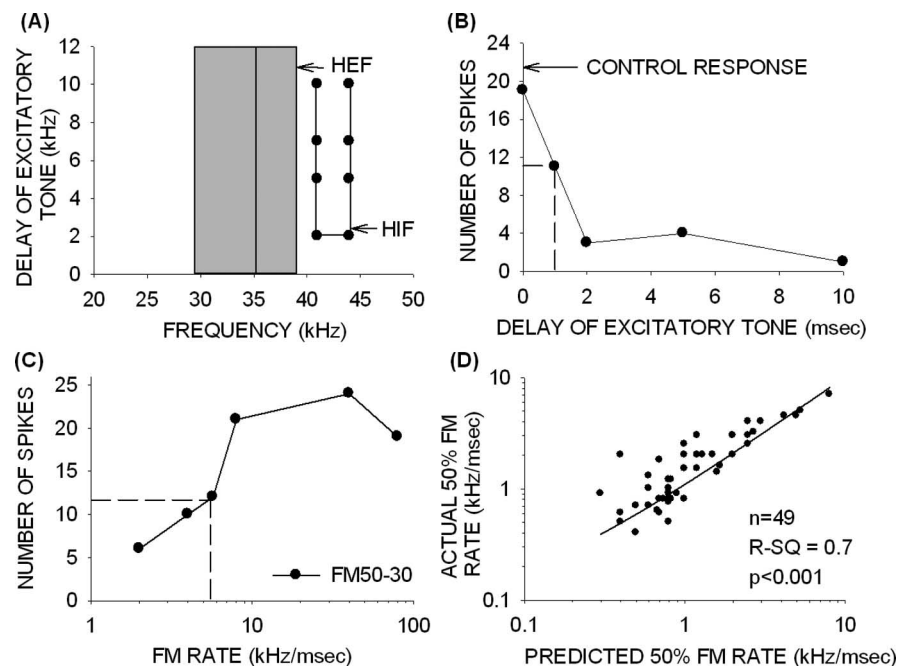 (A)
DELAY OF EXCITATORY
TONE (kHz)
12
10
8
6
4
2
0
HEF
HIF
20 25 30 35 40 45 50
FREQUENCY (kHz)
(B)
NUMBER OF SPIKES
24
20
16
12
8
4
0
CONTROL RESPONSE
0 2 4 6 8 10
DELAY OF EXCITATORY TONE (msec)
(C)
NUMBER OF SPIKES
25
20
15
10
5
0
FM50-30
1 10 100
FM RATE (kHz/msec)
(D)
ACTUAL 50% FM
RATE (kHz/msec)
10
1
0.1
n=49
R-SQ = 0.7
p<0.001
0.1 1 10
PREDICTED 50% FM RATE (kHz/msec)